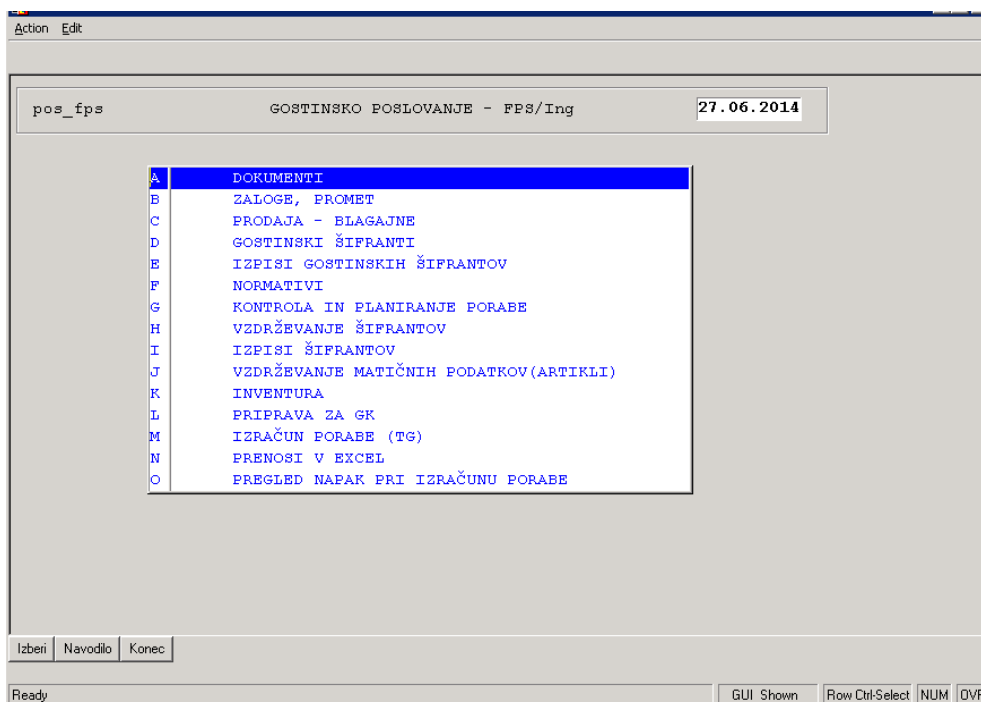 Action Edit
pos_fps GOSTINSKO POSLOVANJE - FPS/Ing 27.06.2014
A DOKUMENTI
B ZALOGE, PROMET
C PRODAJA - BLAGAJNE
D GOSTINSKI ŠIFRANTI
E IZPISI GOSTINSKIH ŠIFRANTOV
F NORMATIVI
G KONTROLA IN PLANIRANJE PORABE
H VZDRŽEVANJE ŠIFRANTOV
I IZPISI ŠIFRANTOV
J VZDRŽEVANJE MATIČNIH PODATKOV(ARTIKLI)
K INVENTURA
L PRIPRAVA ZA GK
M IZRAČUN PORABE (TG)
N PRENOSI V EXCEL
O PREGLED NAPAK PRI IZRAČUNU PORABE
Izberi Navodilo Konec
Ready GUI Shown Row Ctrl-Select NUM OVR